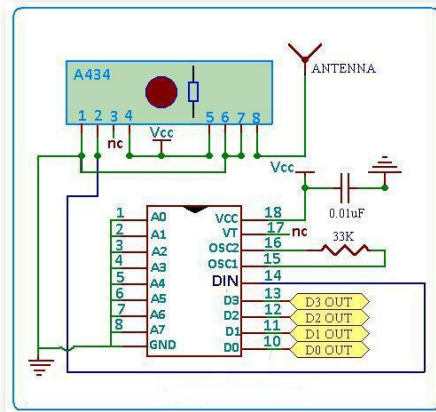 A434
ANTENNA
1 2 3 4 5 6 7 8
nc
Vcc
Vcc
0.01uF
1 A0 VCC 18
2 A1 VT 17 nc
3 A2 OSC2 16 33K
4 A3 OSC1 15
5 A4 DIN 14
6 A5 D3 13 D3 OUT
7 A6 D2 12 D2 OUT
8 A7 D1 11 D1 OUT
GND D0 10 D0 OUT